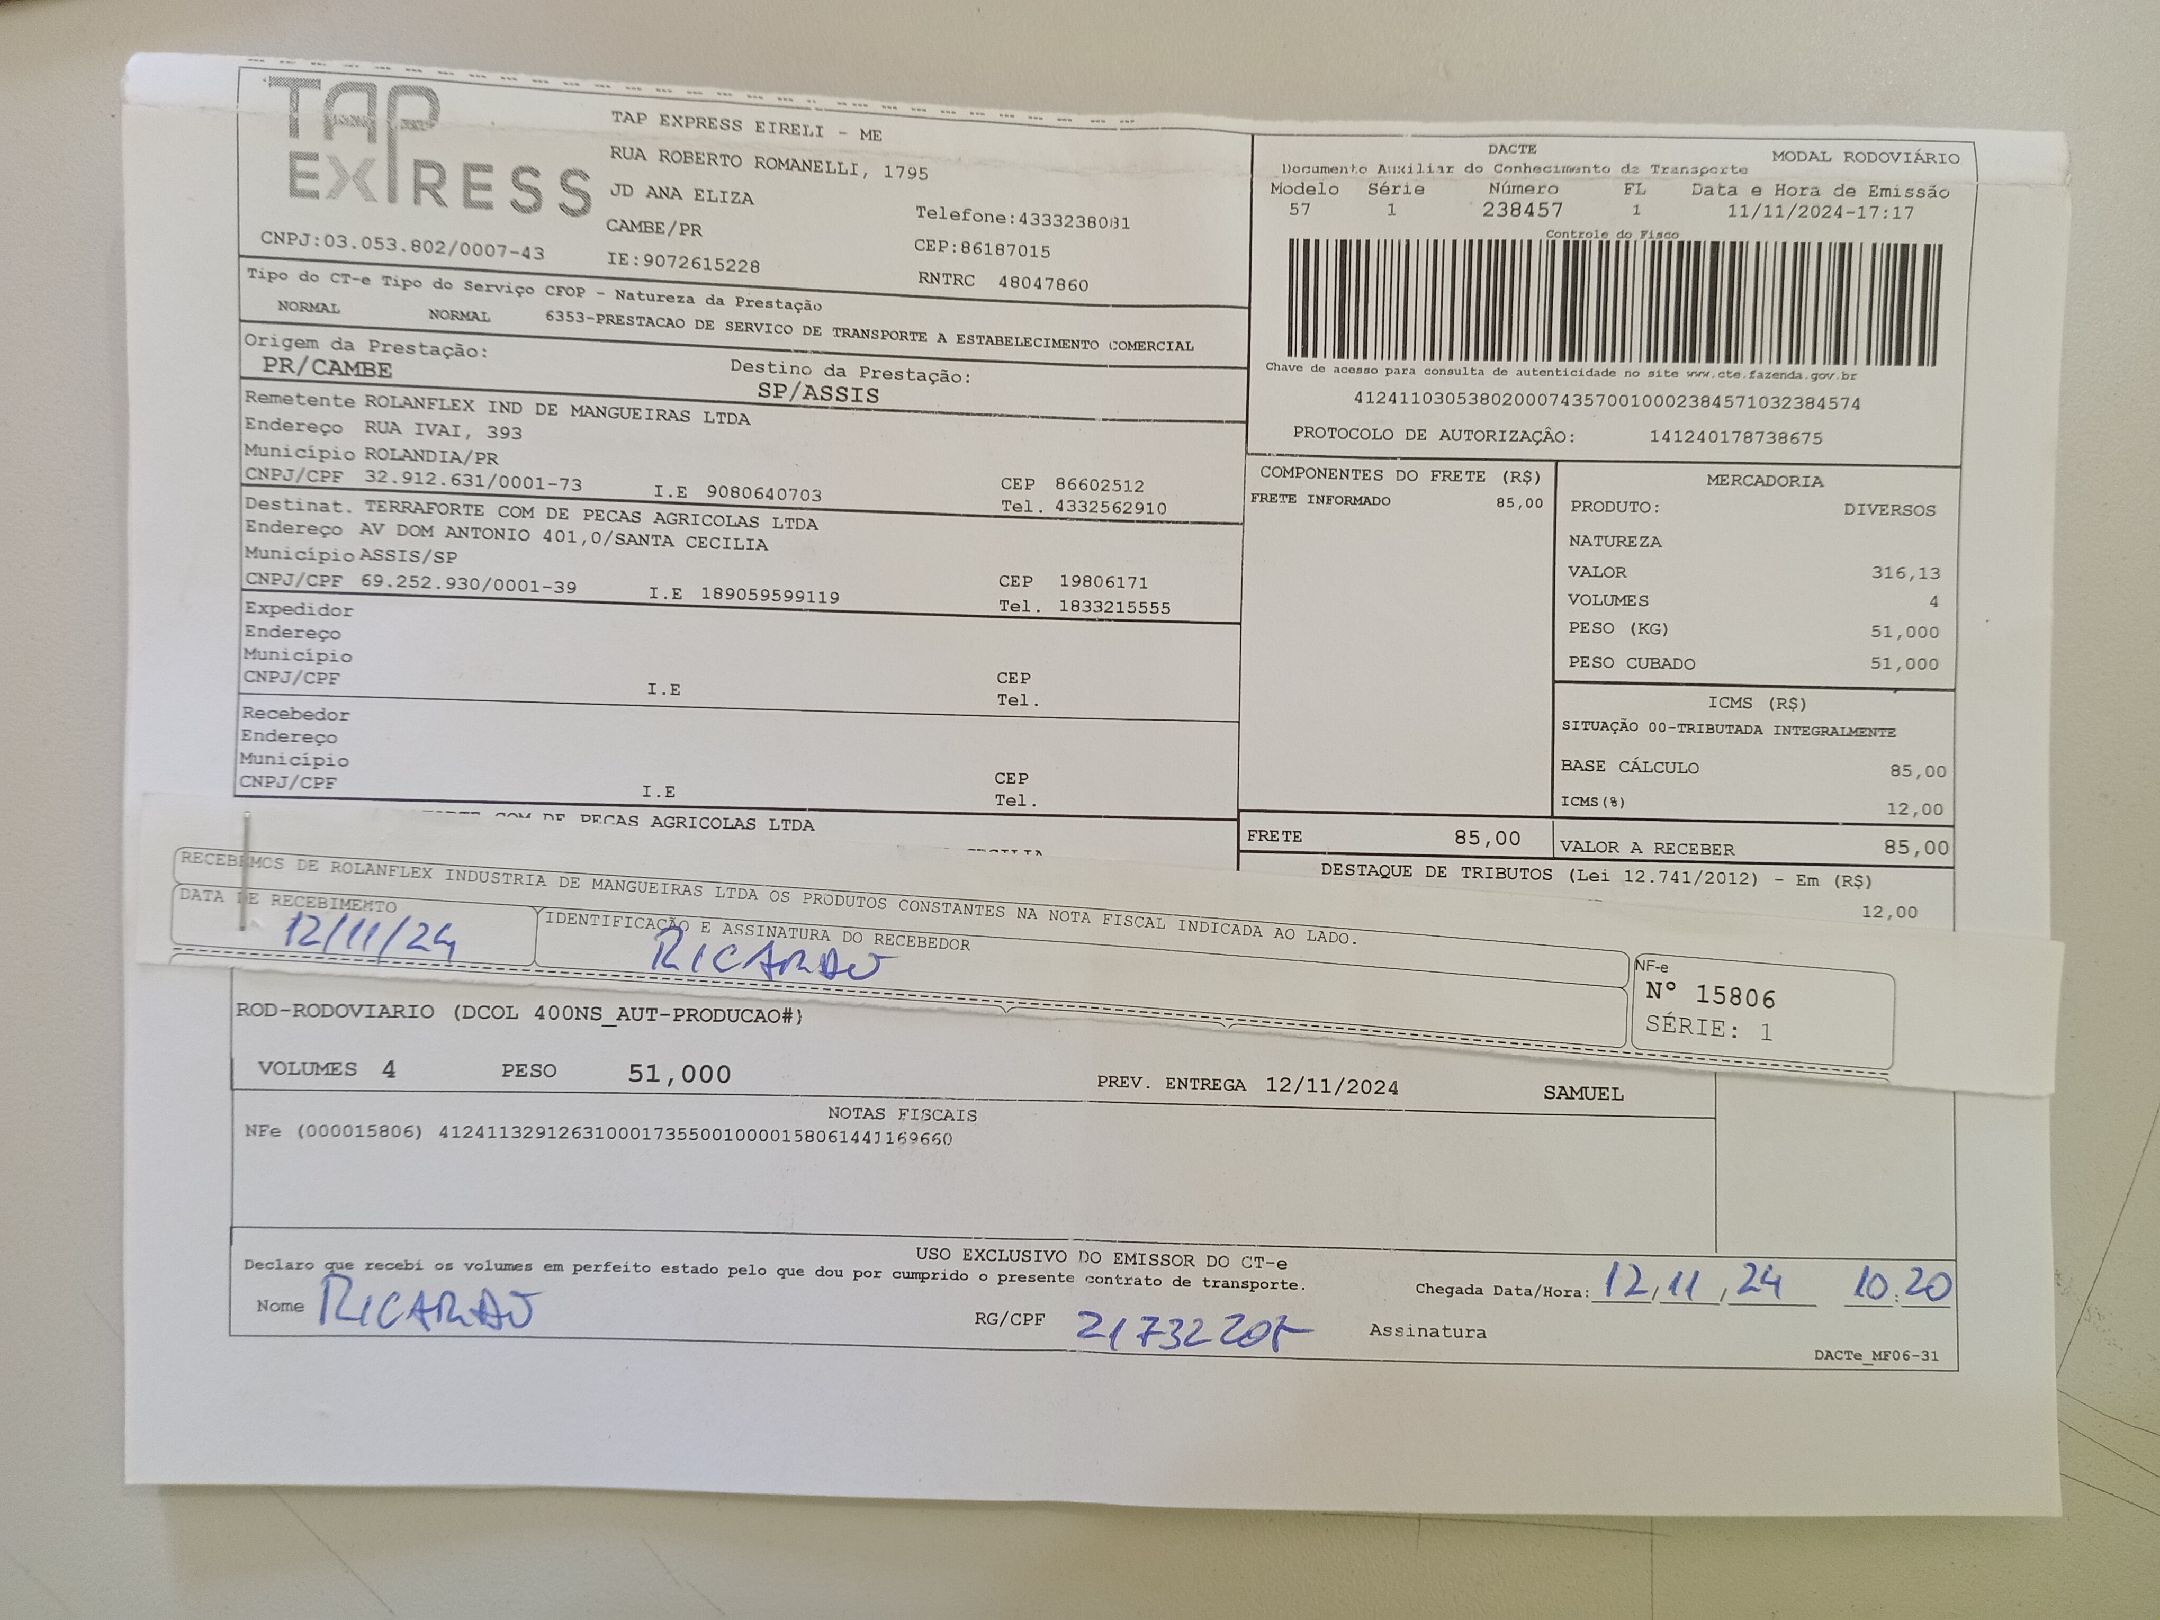 TAP
EXPRESS
CNPJ:03.053.802/0007-43
TAP EXPRESS EIRELI - ME
RUA ROBERTO ROMANELLI, 1795
JD ANA ELIZA
CAMBE/PR
IE:9072615228
Telefone:4333238081
CEP:86187015
RNTRC 48047860
DACTE MODAL RODOVIÁRIO
Documento Auxiliar do Conhecimento de Transporte
Modelo Série Número FL Data e Hora de Emissão
57 1 238457 1 11/11/2024-17:17
Controle do Fisco
Chave de acesso para consulta de autenticidade no site www.cte.fazenda.gov.br
41241103053802000743570010002384571032384574
PROTOCOLO DE AUTORIZAÇÃO: 141240178738675
Tipo do CT-e Tipo do Serviço CFOP - Natureza da Prestação
NORMAL NORMAL 6353-PRESTACAO DE SERVICO DE TRANSPORTE A ESTABELECIMENTO COMERCIAL
Origem da Prestação: Destino da Prestação:
PR/CAMBE SP/ASSIS
Remetente ROLANFLEX IND DE MANGUEIRAS LTDA
Endereço RUA IVAI, 393
Município ROLANDIA/PR CEP 86602512
CNPJ/CPF 32.912.631/0001-73 I.E 9080640703 Tel. 4332562910
Destinat. TERRAFORTE COM DE PECAS AGRICOLAS LTDA
Endereço AV DOM ANTONIO 401,0/SANTA CECILIA
Município ASSIS/SP CEP 19806171
CNPJ/CPF 69.252.930/0001-39 I.E 189059599119 Tel. 1833215555
Expedidor
Endereço
Município CEP
CNPJ/CPF I.E Tel.
Recebedor
Endereço
Município CEP
CNPJ/CPF I.E Tel.
COM DE PECAS AGRICOLAS LTDA
COMPONENTES DO FRETE (R$)
FRETE INFORMADO 85,00
MERCADORIA
PRODUTO: DIVERSOS
NATUREZA
VALOR 316,13
VOLUMES 4
PESO (KG) 51,000
PESO CUBADO 51,000
ICMS (R$)
SITUAÇÃO 00-TRIBUTADA INTEGRALMENTE
BASE CÁLCULO 85,00
ICMS(%) 12,00
FRETE 85,00 VALOR A RECEBER 85,00
DESTAQUE DE TRIBUTOS (Lei 12.741/2012) - Em (R$)
12,00
RECEBEMOS DE ROLANFLEX INDUSTRIA DE MANGUEIRAS LTDA OS PRODUTOS CONSTANTES NA NOTA FISCAL INDICADA AO LADO.
DATA DE RECEBIMENTO IDENTIFICAÇÃO E ASSINATURA DO RECEBEDOR
12/11/24 RICARDO
NF-e
Nº 15806
SÉRIE: 1
ROD-RODOVIARIO (DCOL 400NS_AUT-PRODUCAO#)
VOLUMES 4 PESO 51,000 PREV. ENTREGA 12/11/2024 SAMUEL
NOTAS FISCAIS
NFe (000015806) 41241132912631000173550010000158061441169660
USO EXCLUSIVO DO EMISSOR DO CT-e
Declaro que recebi os volumes em perfeito estado pelo que dou por cumprido o presente contrato de transporte.
Chegada Data/Hora: 12,11,24 10:20
Nome RICARDO RG/CPF 21732207 Assinatura
DACTe_MF06-31